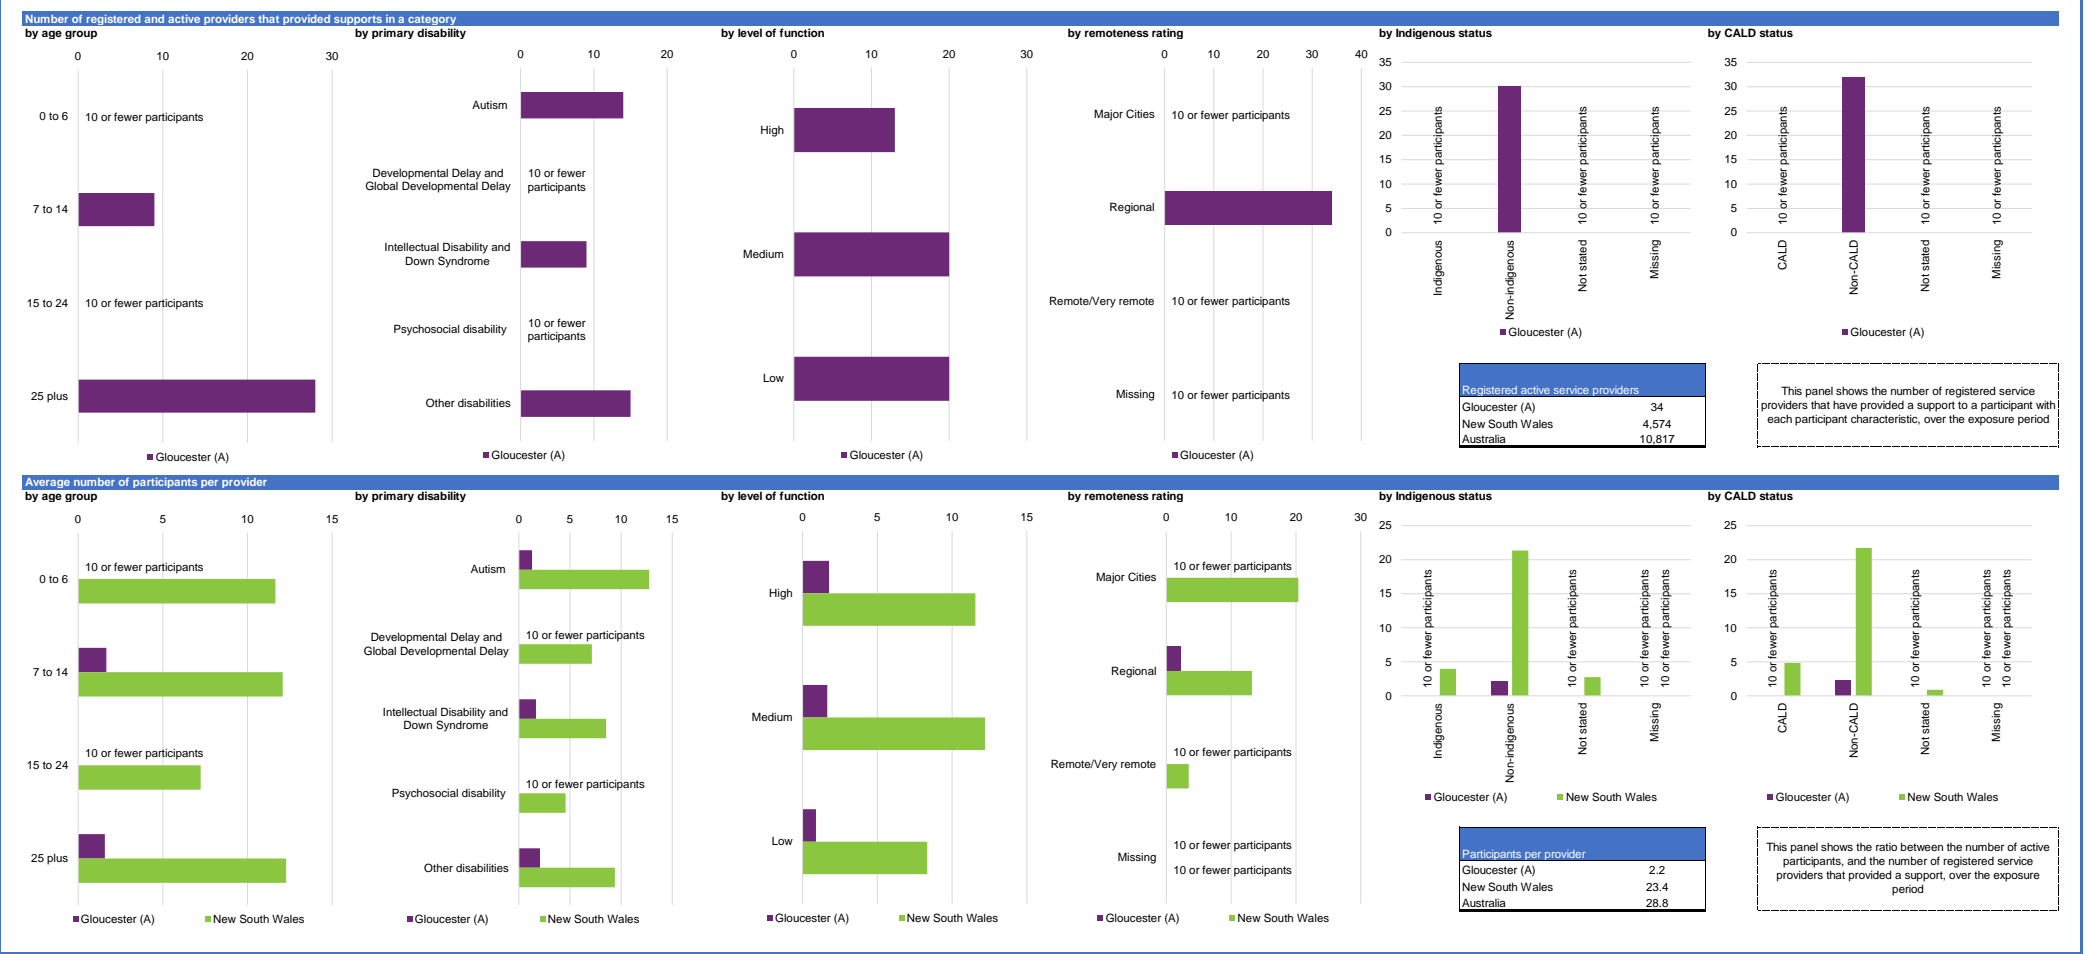 Number of registered and active providers that provided supports in a category
by age group
0 10 20 30
0 to 6 10 or fewer participants
7 to 14
15 to 24 10 or fewer participants
25 plus
Gloucester (A)
by primary disability
0 10 20
Autism
Developmental Delay and
Global Developmental Delay
10 or fewer
participants
Intellectual Disability and
Down Syndrome
Psychosocial disability
10 or fewer
participants
Other disabilities
Gloucester (A)
by level of function
0 10 20 30
High
Medium
Low
Gloucester (A)
by remoteness rating
0 10 20 30 40
Major Cities 10 or fewer participants
Regional
Remote/Very remote 10 or fewer participants
Missing 10 or fewer participants
Gloucester (A)
by Indigenous status
35
30
25
20
15
10
5
0
10 or fewer participants
10 or fewer participants
10 or fewer participants
Indigenous
Non-indigenous
Not stated
Missing
Gloucester (A)
by CALD status
35
30
25
20
15
10
5
0
10 or fewer participants
10 or fewer participants
10 or fewer participants
CALD
Non-CALD
Not stated
Missing
Gloucester (A)
Registered active service providers
Gloucester (A) 34
New South Wales 4,574
Australia 10,817
This panel shows the number of registered service
providers that have provided a support to a participant with
each participant characteristic, over the exposure period
Average number of participants per provider
by age group
0 5 10 15
10 or fewer participants
0 to 6
7 to 14
10 or fewer participants
15 to 24
25 plus
Gloucester (A) New South Wales
by primary disability
0 5 10 15
Autism
Developmental Delay and
Global Developmental Delay
10 or fewer participants
Intellectual Disability and
Down Syndrome
10 or fewer participants
Psychosocial disability
Other disabilities
Gloucester (A) New South Wales
by level of function
0 5 10 15
High
Medium
Low
Gloucester (A) New South Wales
by remoteness rating
0 10 20 30
10 or fewer participants
Major Cities
Regional
10 or fewer participants
Remote/Very remote
10 or fewer participants
Missing
10 or fewer participants
Gloucester (A) New South Wales
by Indigenous status
25
20
15
10
5
0
10 or fewer participants
10 or fewer participants
10 or fewer participants
10 or fewer participants
Indigenous
Non-indigenous
Not stated
Missing
Gloucester (A) New South Wales
by CALD status
25
20
15
10
5
0
10 or fewer participants
10 or fewer participants
10 or fewer participants
10 or fewer participants
CALD
Non-CALD
Not stated
Missing
Gloucester (A) New South Wales
Participants per provider
Gloucester (A) 2.2
New South Wales 23.4
Australia 28.8
This panel shows the ratio between the number of active
participants, and the number of registered service
providers that provided a support, over the exposure
period